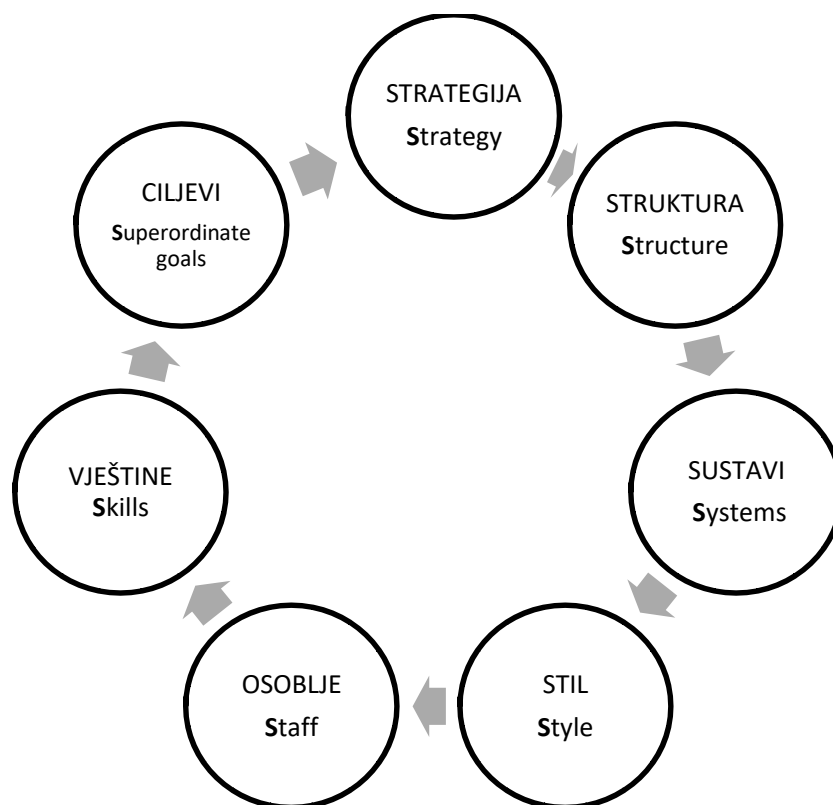 STRATEGIJA
Strategy
STRUKTURA
Structure
SUSTAVI
Systems
STIL
Style
OSOBLJE
Staff
VJEŠTINE
Skills
CILJEVI
Superordinate
goals